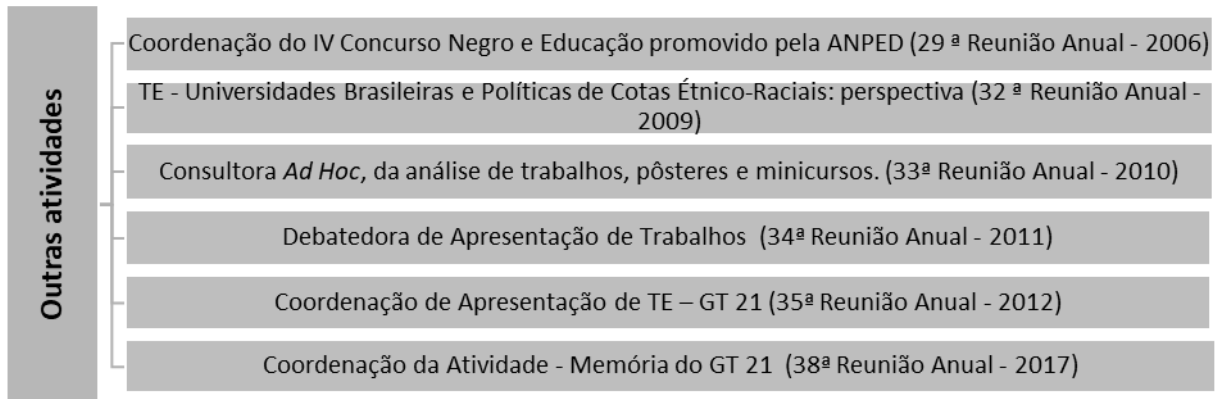 Outras atividades
Coordenação do IV Concurso Negro e Educação promovido pela ANPED (29 ª Reunião Anual - 2006)
TE - Universidades Brasileiras e Políticas de Cotas Étnico-Raciais: perspectiva (32 ª Reunião Anual -
2009)
Consultora Ad Hoc, da análise de trabalhos, pôsteres e minicursos. (33ª Reunião Anual - 2010)
Debatedora de Apresentação de Trabalhos (34ª Reunião Anual - 2011)
Coordenação de Apresentação de TE – GT 21 (35ª Reunião Anual - 2012)
Coordenação da Atividade - Memória do GT 21 (38ª Reunião Anual - 2017)